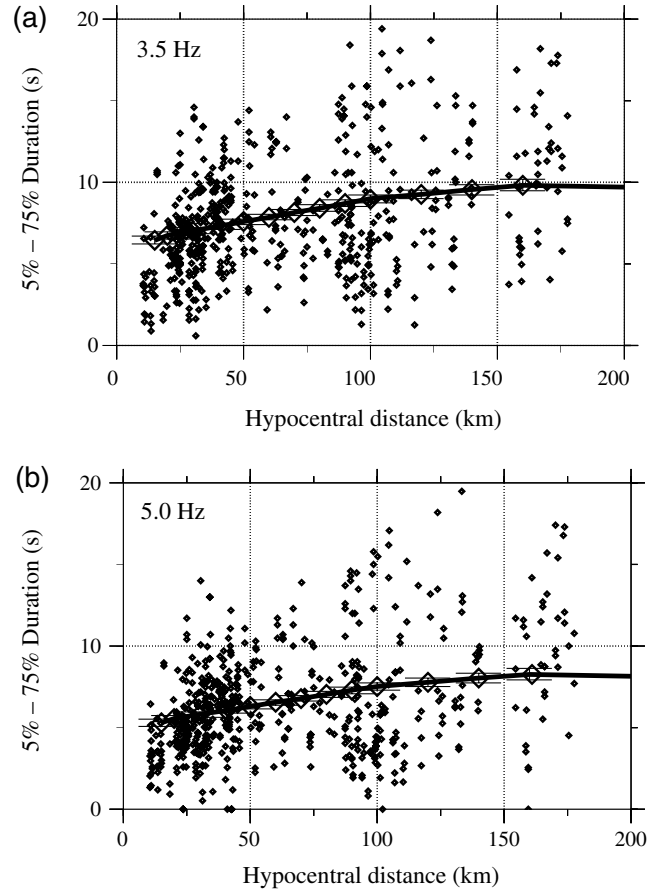 (a)
20
3.5 Hz
10
0
5% – 75% Duration (s)
0 50 100 150 200
Hypocentral distance (km)
(b)
20
5.0 Hz
10
0
5% – 75% Duration (s)
0 50 100 150 200
Hypocentral distance (km)